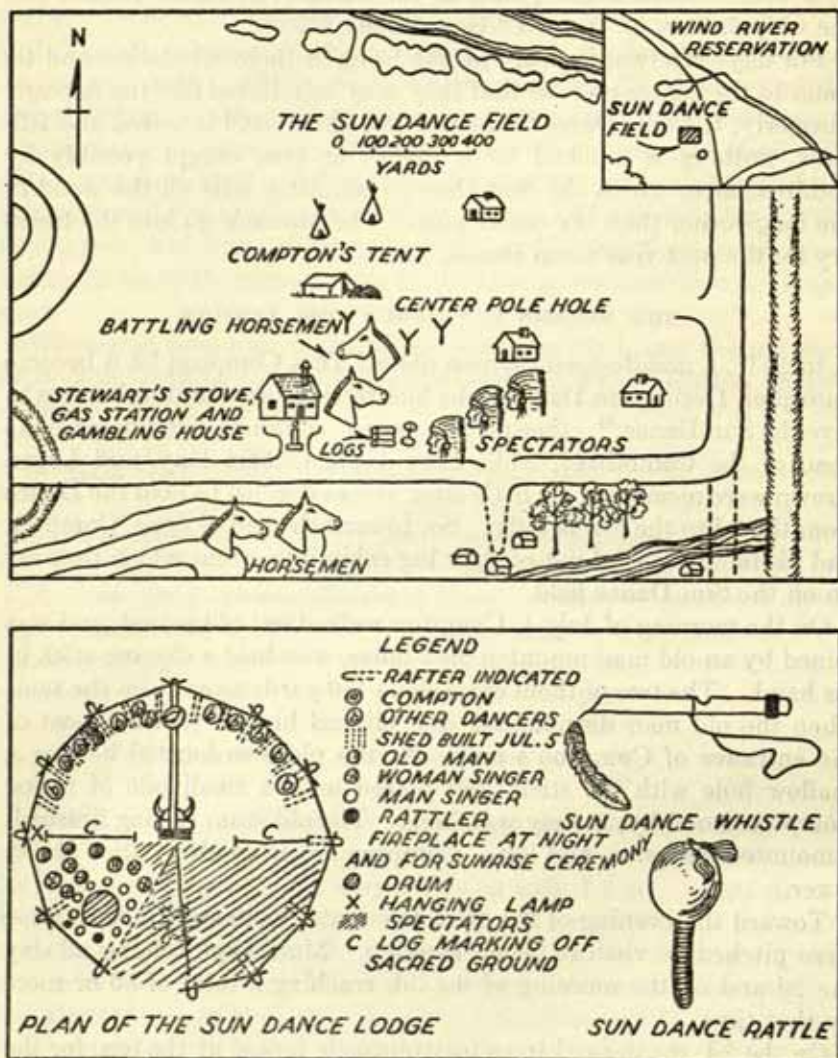 N
WIND RIVER
RESERVATION
SUN DANCE
FIELD
THE SUN DANCE FIELD
0 100 200 300 400
YARDS
COMPTON'S TENT
CENTER POLE HOLE
BATTLING HORSEMEN
STEWART'S STOVE,
GAS STATION AND
GAMBLING HOUSE
LOGS
SPECTATORS
HORSEMEN
LEGEND
RAFTER INDICATED
COMPTON
OTHER DANCERS
SHED BUILT JUL. 5
OLD MAN
WOMAN SINGER
MAN SINGER
RATTLER
FIREPLACE AT NIGHT
AND FOR SUNRISE CEREMONY
DRUM
X HANGING LAMP
SPECTATORS
C LOG MARKING OFF
SACRED GROUND
C
C
X
PLAN OF THE SUN DANCE LODGE
SUN DANCE WHISTLE
SUN DANCE RATTLE